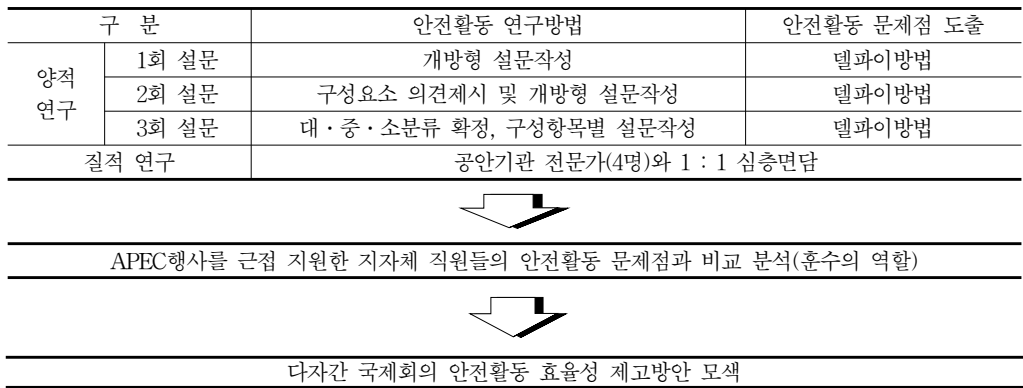 구 분 안전활동 연구방법 안전활동 문제점 도출
양적 연구 1회 설문 개방형 설문작성 델파이방법
2회 설문 구성요소 의견제시 및 개방형 설문작성 델파이방법
3회 설문 대・중・소분류 확정, 구성항목별 설문작성 델파이방법
질적 연구 공안기관 전문가(4명)와 1 : 1 심층면담
APEC행사를 근접 지원한 지자체 직원들의 안전활동 문제점과 비교 분석(훈수의 역할)
다자간 국제회의 안전활동 효율성 제고방안 모색